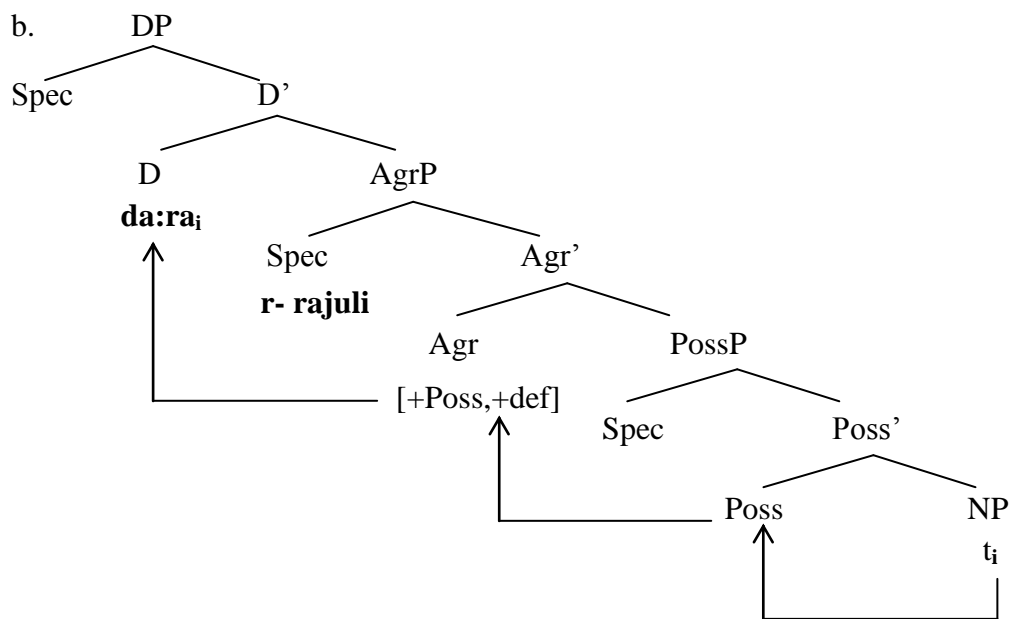 b. DP
Spec D’
D AgrP
da:raᵢ
Spec Agr’
r- rajuli
Agr PossP
[+Poss,+def]
Spec Poss’
Poss NP
tᵢ